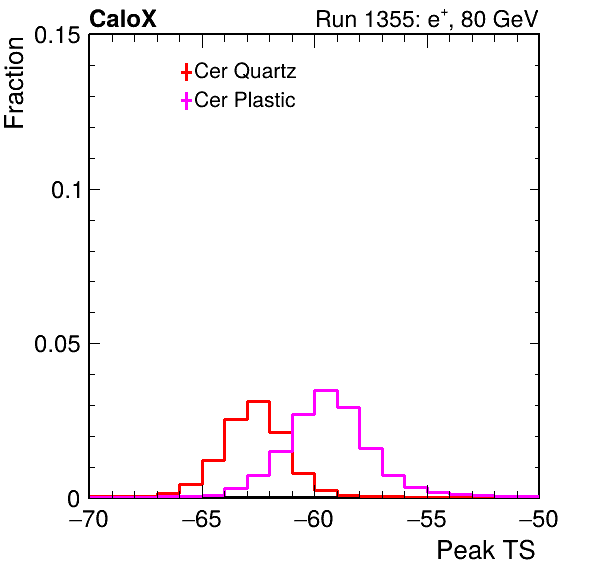 CaloX Run 1355: e⁺, 80 GeV
0.15
Fraction
Cer Quartz
Cer Plastic
0.1
0.05
0
−70 −65 −60 −55 −50
Peak TS